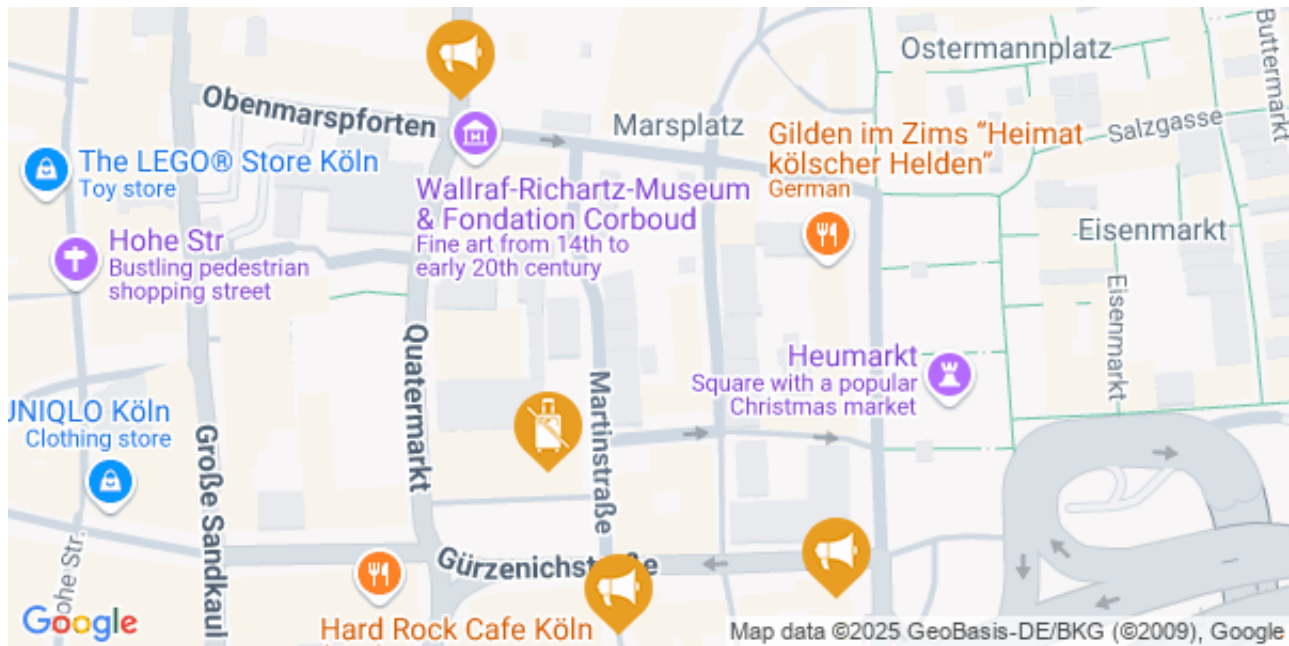 Ostermannplatz
Buttermarkt
Obenmarspforten
Marsplatz
Gilden im Zims "Heimat
kölscher Helden"
German
Salzgasse
The LEGO® Store Köln
Toy store
Wallraf-Richartz-Museum
& Fondation Corboud
Fine art from 14th to
early 20th century
Hohe Str
Bustling pedestrian
shopping street
Eisenmarkt
Eisenmarkt
Quatermarkt
Heumarkt
Square with a popular
Christmas market
Martinstraße
UNIQLO Köln
Clothing store
Große Sandkaul
Hohe Str.
Gürzenichstraße
Hard Rock Cafe Köln
Google
Map data ©2025 GeoBasis-DE/BKG (©2009), Google